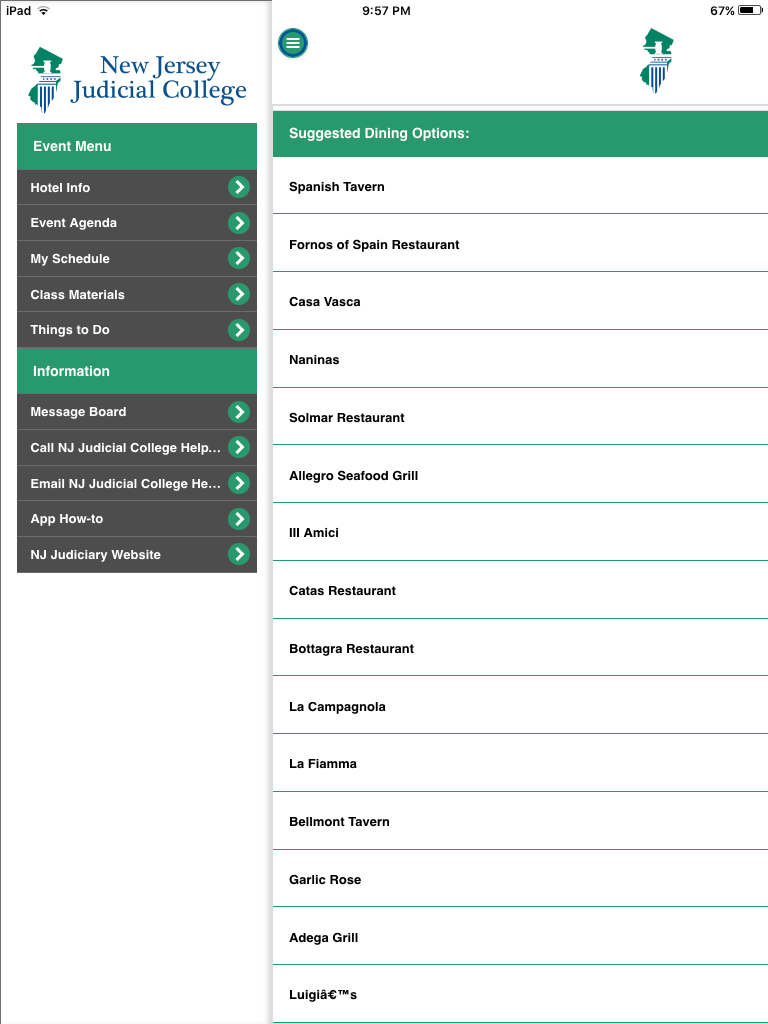 iPad
9:57 PM
67%
New Jersey
Judicial College
Event Menu
Hotel Info
Event Agenda
My Schedule
Class Materials
Things to Do
Information
Message Board
Call NJ Judicial College Help...
Email NJ Judicial College He...
App How-to
NJ Judiciary Website
Suggested Dining Options:
Spanish Tavern
Fornos of Spain Restaurant
Casa Vasca
Naninas
Solmar Restaurant
Allegro Seafood Grill
Ill Amici
Catas Restaurant
Bottagra Restaurant
La Campagnola
La Fiamma
Bellmont Tavern
Garlic Rose
Adega Grill
Luigiâ€™s